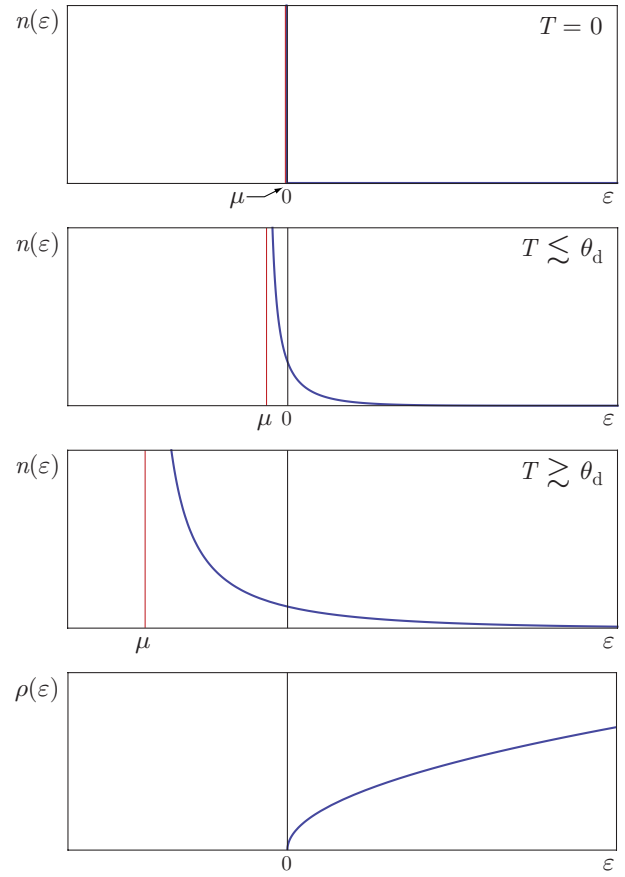 n(ε) T = 0
μ 0 ε
n(ε) T ≲ θ_d
μ 0 ε
n(ε) T ≳ θ_d
μ ε
ρ(ε)
0 ε